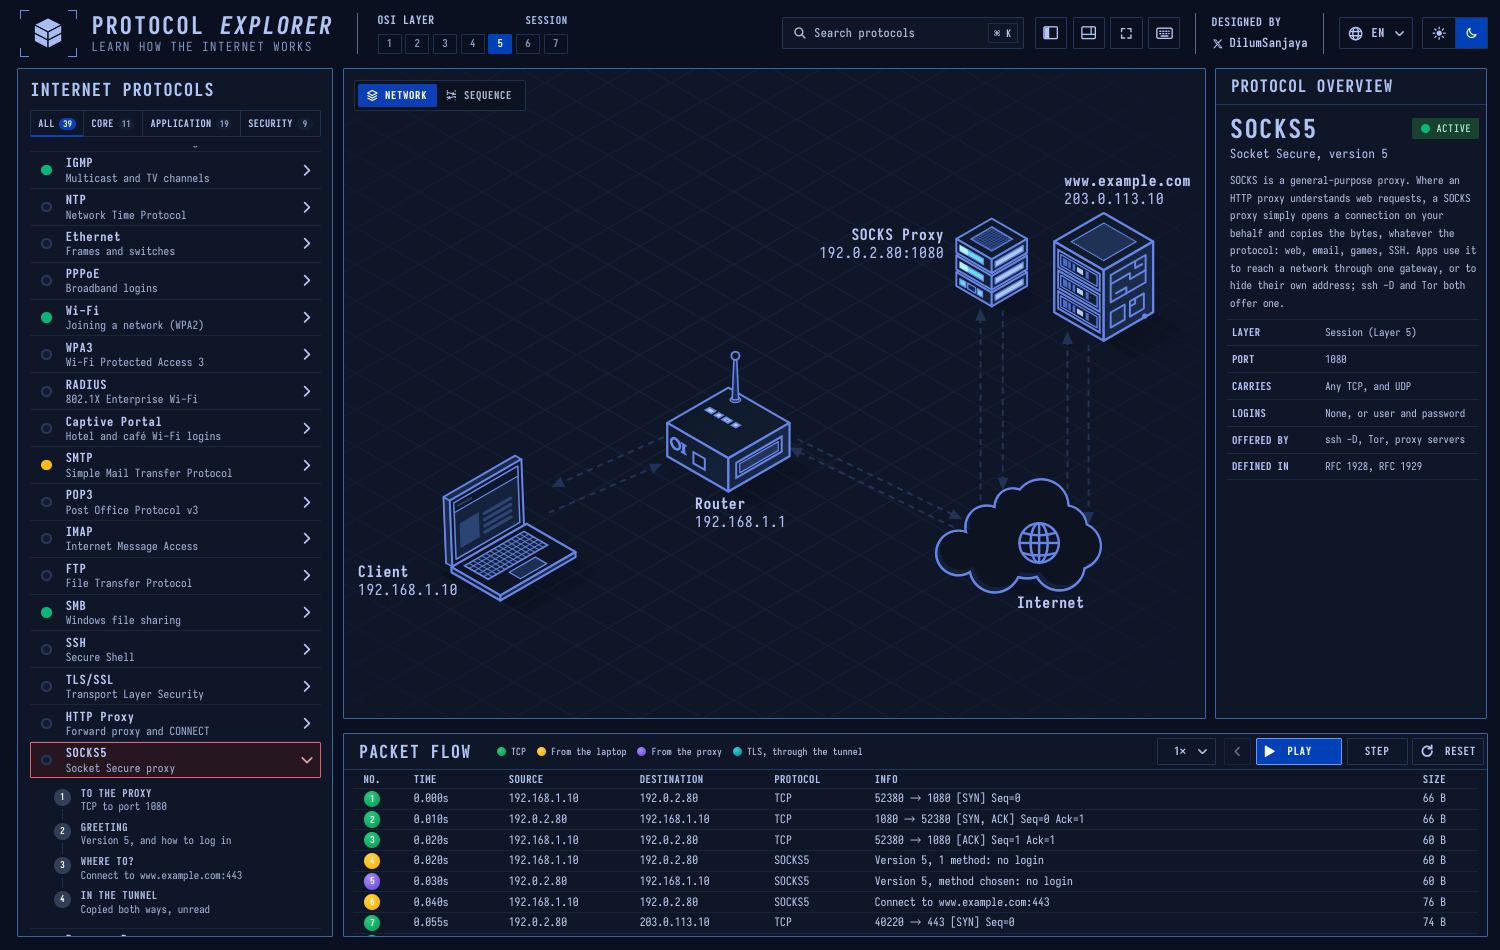 PROTOCOL EXPLORER
LEARN HOW THE INTERNET WORKS
OSI LAYER SESSION
1 2 3 4 5 6 7
Search protocols ⌘ K
DESIGNED BY
DilumSanjaya
EN
INTERNET PROTOCOLS
ALL 39 CORE 11 APPLICATION 19 SECURITY 9
IGMP
Multicast and TV channels
NTP
Network Time Protocol
Ethernet
Frames and switches
PPPoE
Broadband logins
Wi-Fi
Joining a network (WPA2)
WPA3
Wi-Fi Protected Access 3
RADIUS
802.1X Enterprise Wi-Fi
Captive Portal
Hotel and café Wi-Fi logins
SMTP
Simple Mail Transfer Protocol
POP3
Post Office Protocol v3
IMAP
Internet Message Access
FTP
File Transfer Protocol
SMB
Windows file sharing
SSH
Secure Shell
TLS/SSL
Transport Layer Security
HTTP Proxy
Forward proxy and CONNECT
SOCKS5
Socket Secure proxy
1 TO THE PROXY
TCP to port 1080
2 GREETING
Version 5, and how to log in
3 WHERE TO?
Connect to www.example.com:443
4 IN THE TUNNEL
Copied both ways, unread
NETWORK SEQUENCE
www.example.com
203.0.113.10
SOCKS Proxy
192.0.2.80:1080
Router
192.168.1.1
Client
192.168.1.10
Internet
PROTOCOL OVERVIEW
SOCKS5 ACTIVE
Socket Secure, version 5
SOCKS is a general-purpose proxy. Where an
HTTP proxy understands web requests, a SOCKS
proxy simply opens a connection on your
behalf and copies the bytes, whatever the
protocol: web, email, games, SSH. Apps use it
to reach a network through one gateway, or to
hide their own address; ssh -D and Tor both
offer one.
LAYER Session (Layer 5)
PORT 1080
CARRIES Any TCP, and UDP
LOGINS None, or user and password
OFFERED BY ssh -D, Tor, proxy servers
DEFINED IN RFC 1928, RFC 1929
PACKET FLOW TCP From the laptop From the proxy TLS, through the tunnel 1× PLAY STEP RESET
NO. TIME SOURCE DESTINATION PROTOCOL INFO SIZE
1 0.000s 192.168.1.10 192.0.2.80 TCP 52380 → 1080 [SYN] Seq=0 66 B
2 0.010s 192.0.2.80 192.168.1.10 TCP 1080 → 52380 [SYN, ACK] Seq=0 Ack=1 66 B
3 0.020s 192.168.1.10 192.0.2.80 TCP 52380 → 1080 [ACK] Seq=1 Ack=1 60 B
4 0.020s 192.168.1.10 192.0.2.80 SOCKS5 Version 5, 1 method: no login 60 B
5 0.030s 192.0.2.80 192.168.1.10 SOCKS5 Version 5, method chosen: no login 60 B
6 0.040s 192.168.1.10 192.0.2.80 SOCKS5 Connect to www.example.com:443 76 B
7 0.055s 192.0.2.80 203.0.113.10 TCP 40220 → 443 [SYN] Seq=0 74 B